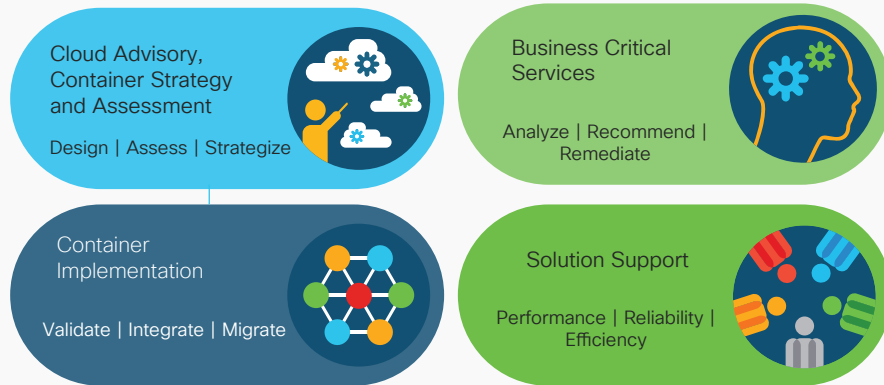 Cloud Advisory,
Container Strategy
and Assessment
Design | Assess | Strategize
Business Critical
Services
Analyze | Recommend |
Remediate
Container
Implementation
Validate | Integrate | Migrate
Solution Support
Performance | Reliability |
Efficiency